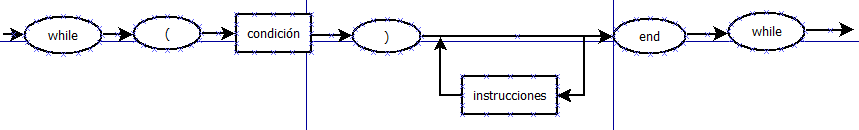 while ( condición ) end while
instrucciones